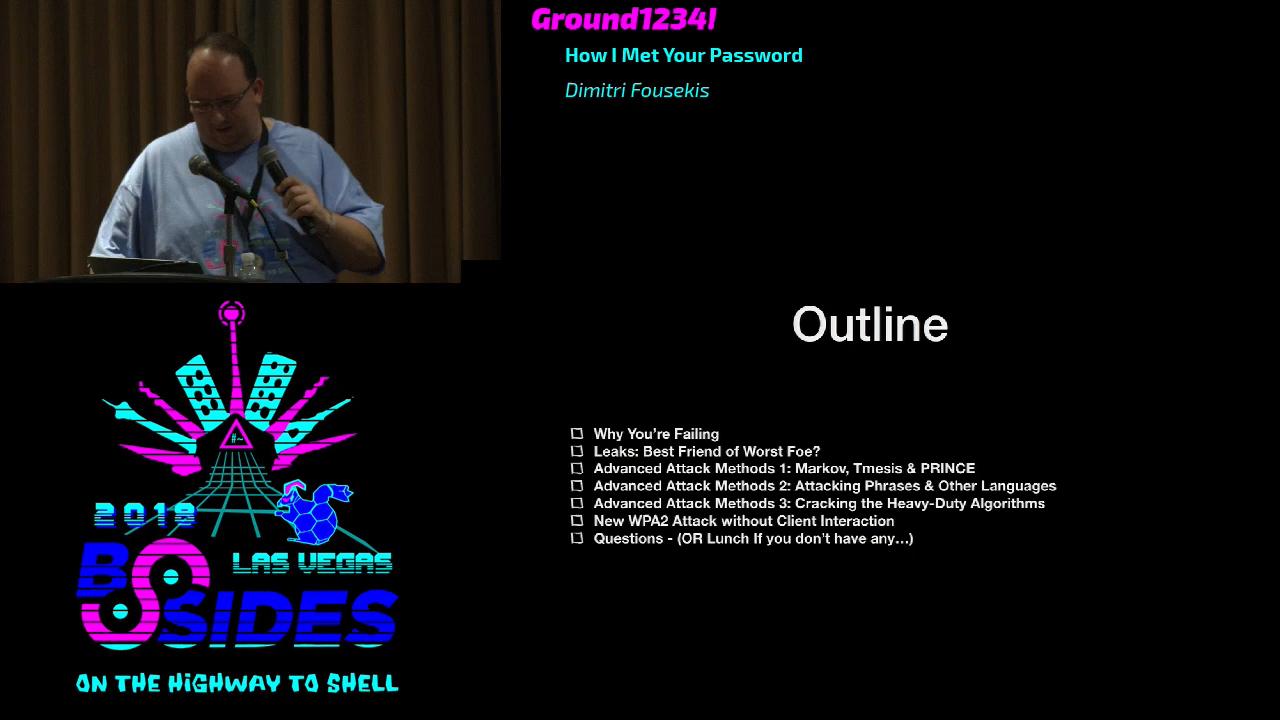 Ground1234!
How I Met Your Password
Dimitri Fousekis
Outline
Why You're Failing
Leaks: Best Friend of Worst Foe?
Advanced Attack Methods 1: Markov, Tmesis & PRINCE
Advanced Attack Methods 2: Attacking Phrases & Other Languages
Advanced Attack Methods 3: Cracking the Heavy-Duty Algorithms
New WPA2 Attack without Client Interaction
Questions - (OR Lunch If you don't have any...)
#~
2018
LAS VEGAS
BSIDES
ON THE HIGHWAY TO SHELL